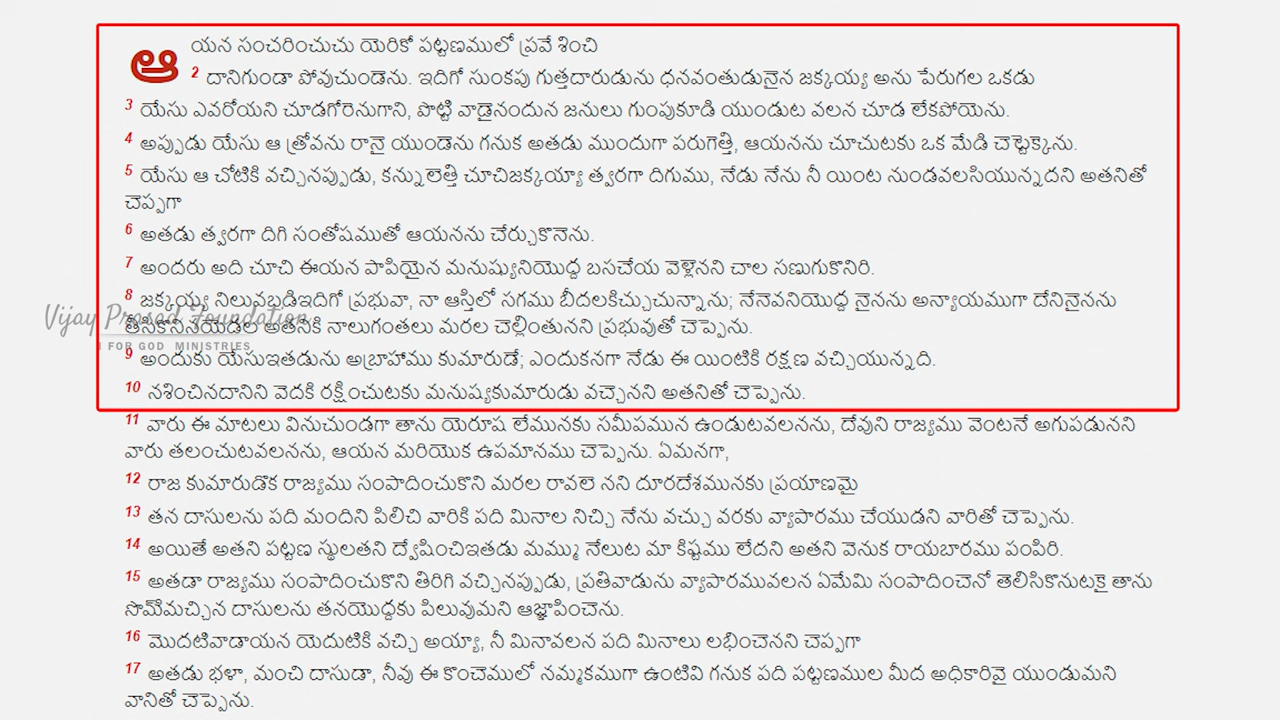 ఆయన సంచరించుచు యెరికో పట్టణములో ప్రవే శించి
2 దానిగుండా పోవుచుండెను. ఇదిగో సుంకపు గుత్తదారుడును ధనవంతుడునైన జక్కయ్య అను పేరుగల ఒకడు
3 యేసు ఎవరోయని చూడగోరెనుగాని, పొట్టి వాడైనందున జనులు గుంపుకూడి యుండుట వలన చూడ లేకపోయెను.
4 అప్పుడు యేసు ఆ త్రోవను రానై యుండెను గనుక అతడు ముందుగా పరుగెత్తి, ఆయనను చూచుటకు ఒక మేడి చెట్టెక్కెను.
5 యేసు ఆ చోటికి వచ్చినప్పుడు, కన్నులెత్తి చూచిజక్కయ్యా త్వరగా దిగుము, నేడు నేను నీ యింట నుండవలసియున్నదని అతనితో
చెప్పగా
6 అతడు త్వరగా దిగి సంతోషముతో ఆయనను చేర్చుకొనెను.
7 అందరు అది చూచి ఈయన పాపియైన మనుష్యునియొద్ద బసచేయ వెళ్లెనని చాల సణుగుకొనిరి.
8 జక్కయ్య నిలువబడిఇదిగో ప్రభువా, నా ఆస్తిలో సగము బీదలకిచ్చుచున్నాను; నేనెవనియొద్ద నైనను అన్యాయముగా దేనినైనను
తీసికొనినయెడల అతనికి నాలుగంతలు మరల చెల్లింతునని ప్రభువుతో చెప్పెను.
Vijay Prasad Foundation
I FOR GOD MINISTRIES
9 అందుకు యేసుఇతడును అబ్రాహాము కుమారుడే; ఎందుకనగా నేడు ఈ యింటికి రక్షణ వచ్చియున్నది.
10 నశించినదానిని వెదకి రక్షించుటకు మనుష్యకుమారుడు వచ్చెనని అతనితో చెప్పెను.
11 వారు ఈ మాటలు వినుచుండగా తాను యెరూష లేమునకు సమీపమున ఉండుటవలనను, దేవుని రాజ్యము వెంటనే అగుపడునని
వారు తలంచుటవలనను, ఆయన మరియొక ఉపమానము చెప్పెను. ఏమనగా,
12 రాజ కుమారుడొక రాజ్యము సంపాదించుకొని మరల రావలె నని దూరదేశమునకు ప్రయాణమై
13 తన దాసులను పది మందిని పిలిచి వారికి పది మినాల నిచ్చి నేను వచ్చు వరకు వ్యాపారము చేయుడని వారితో చెప్పెను.
14 అయితే అతని పట్టణ స్థులతని ద్వేషించిఇతడు మమ్ము నేలుట మా కిష్టము లేదని అతని వెనుక రాయబారము పంపిరి.
15 అతడా రాజ్యము సంపాదించుకొని తిరిగి వచ్చినప్పుడు, ప్రతివాడును వ్యాపారమువలన ఏమేమి సంపాదించెనో తెలిసికొనుటకై తాను
సొమ్మిచ్చిన దాసులను తనయొద్దకు పిలువుమని ఆజ్ఞాపించెను.
16 మొదటివాడాయన యెదుటికి వచ్చి అయ్యా, నీ మినావలన పది మినాలు లభించెనని చెప్పగా
17 అతడు భళా, మంచి దాసుడా, నీవు ఈ కొంచెములో నమ్మకముగా ఉంటివి గనుక పది పట్టణముల మీద అధికారివై యుండుమని
వానితో చెప్పెను.